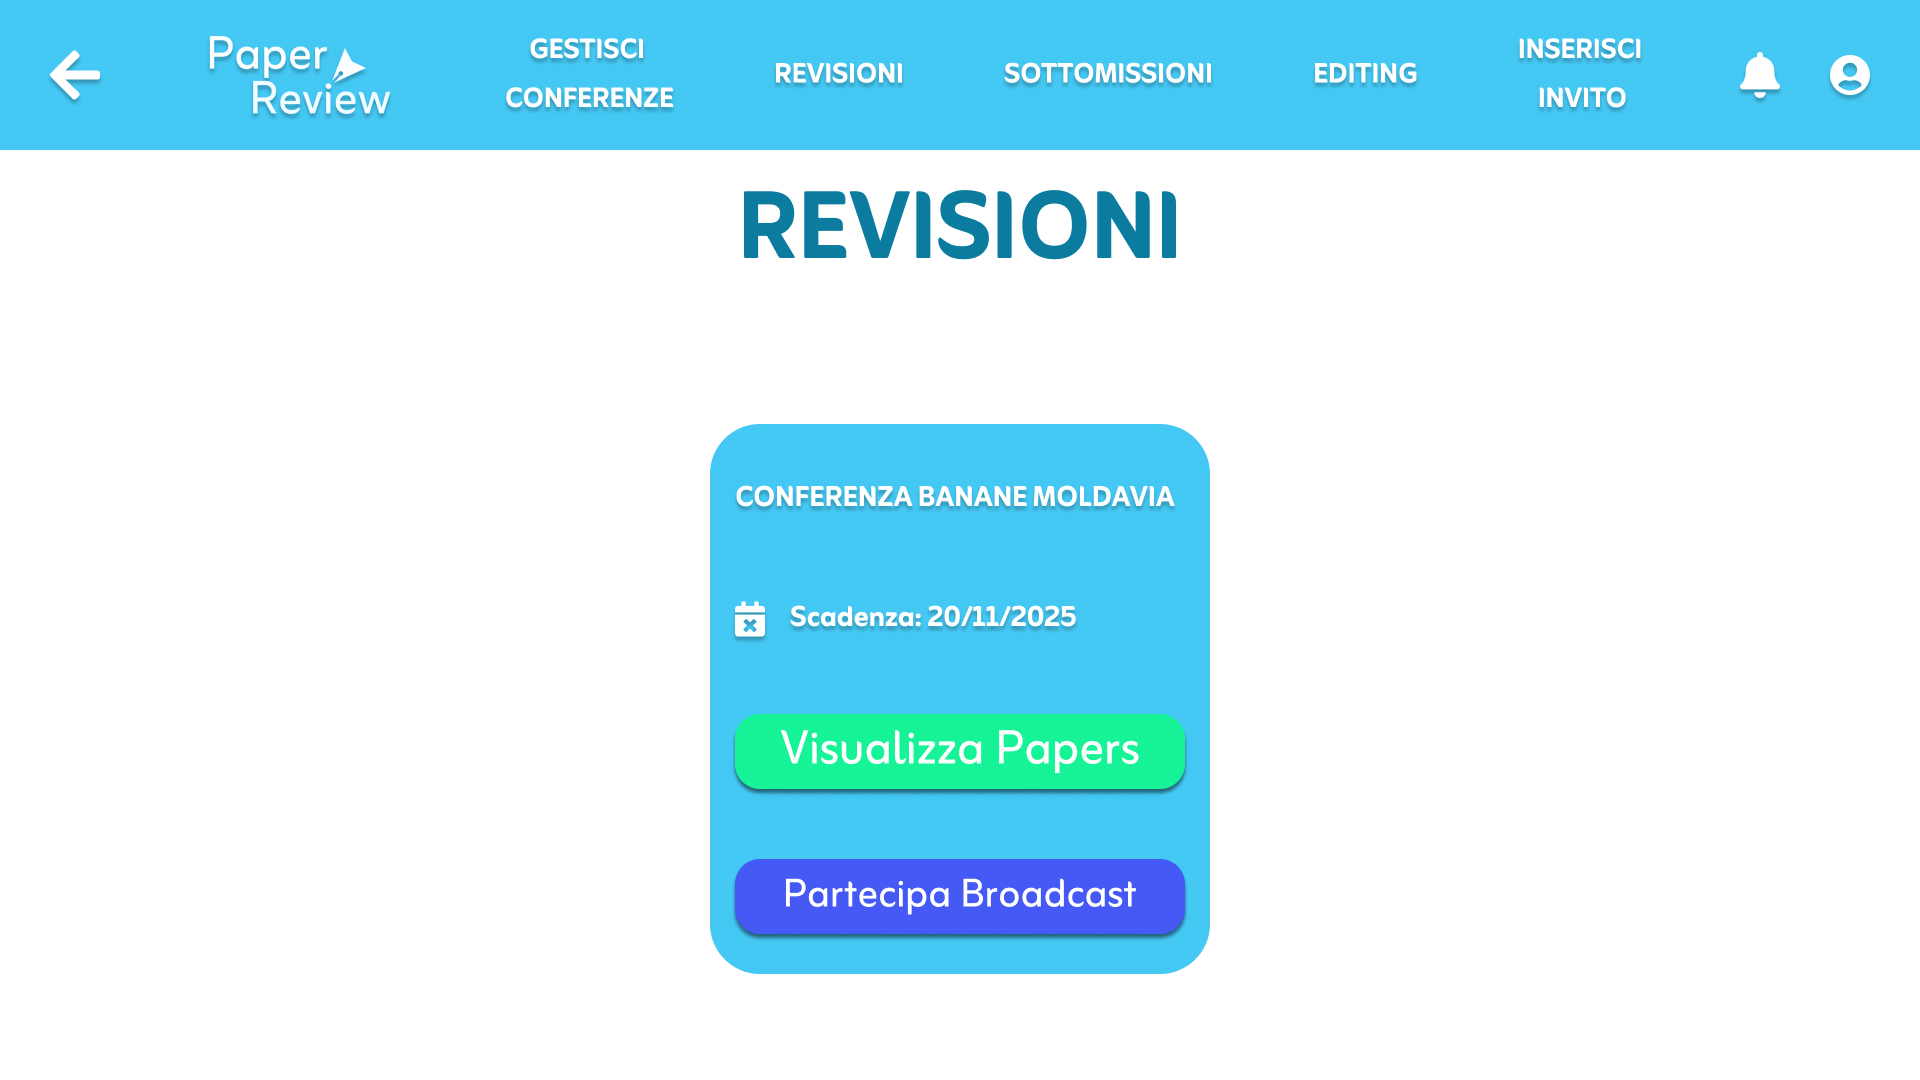 Paper
Review
GESTISCI
CONFERENZE
REVISIONI
SOTTOMISSIONI
EDITING
INSERISCI
INVITO
REVISIONI
CONFERENZA BANANE MOLDAVIA
Scadenza: 20/11/2025
Visualizza Papers
Partecipa Broadcast